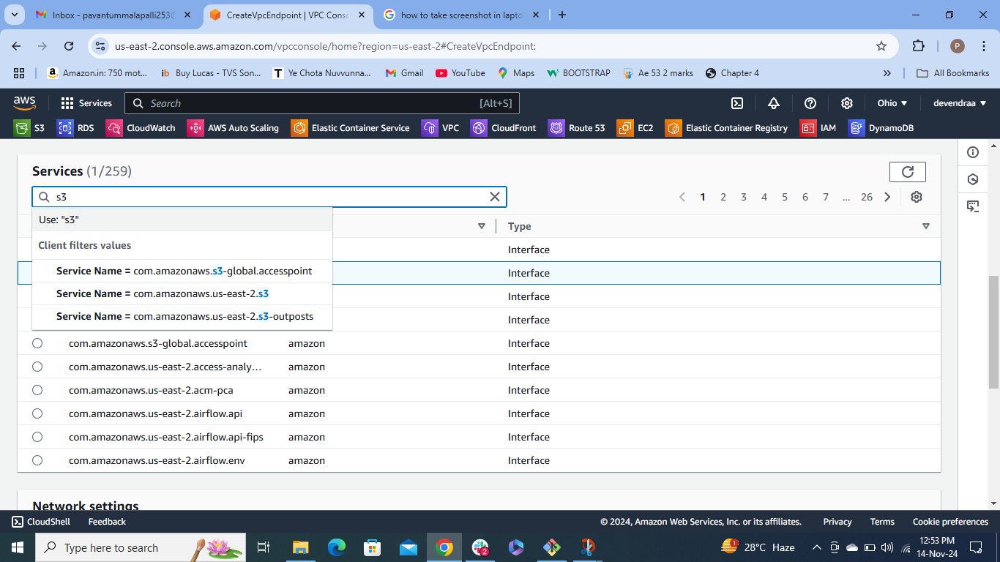 Inbox - pavantummalapalli253@
CreateVpcEndpoint | VPC Cons
how to take screenshot in lapto
us-east-2.console.aws.amazon.com/vpcconsole/home?region=us-east-2#CreateVpcEndpoint:
P
Amazon.in: 750 mot...
Buy Lucas - TVS Son...
Ye Chota Nuvvunna...
Gmail
YouTube
Maps
BOOTSTRAP
Ae 53 2 marks
Chapter 4
All Bookmarks
aws
Services
Search
[Alt+S]
Ohio
devendraa
S3
RDS
CloudWatch
AWS Auto Scaling
Elastic Container Service
VPC
CloudFront
Route 53
EC2
Elastic Container Registry
IAM
DynamoDB
Services (1/259)
s3
1 2 3 4 5 6 7 ... 26
Use: "s3"
Type
Client filters values
Interface
Service Name = com.amazonaws.s3-global.accesspoint
Interface
Service Name = com.amazonaws.us-east-2.s3
Interface
Service Name = com.amazonaws.us-east-2.s3-outposts
Interface
com.amazonaws.s3-global.accesspoint amazon Interface
com.amazonaws.us-east-2.access-analy... amazon Interface
com.amazonaws.us-east-2.acm-pca amazon Interface
com.amazonaws.us-east-2.airflow.api amazon Interface
com.amazonaws.us-east-2.airflow.api-fips amazon Interface
com.amazonaws.us-east-2.airflow.env amazon Interface
Network settings
CloudShell
Feedback
© 2024, Amazon Web Services, Inc. or its affiliates.
Privacy
Terms
Cookie preferences
Type here to search
2
1
28°C Haze
12:53 PM
14-Nov-24